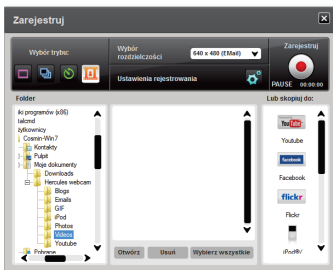 Zarejestruj
Wybór trybu:
Wybór rozdzielczości
640 x 480 (EMail)
Ustawienia rejestrowania
Zarejestruj
PAUSE 00:00:00
Folder
iki programów (x86)
talcmd
żytkownicy
Cosmin-Win7
Kontakty
Pulpit
Moje dokumenty
Downloads
Hercules webcam
Blogs
Emails
GIF
iPod
Photos
Videos
Youtube
Pobrane
Otwórz
Usuń
Wybierz wszystkie
Lub skopiuj do:
YouTube
Youtube
facebook
Facebook
flickr
Flickr
iPod®/